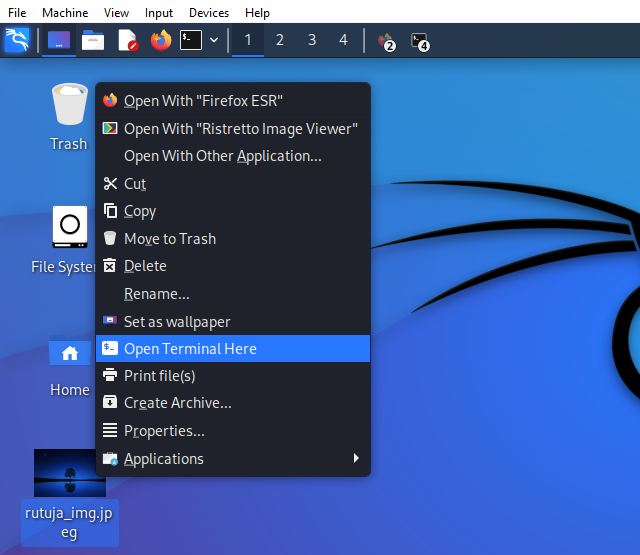 File Machine View Input Devices Help
1 2 3 4 2 4
Trash
File System
Home
rutuja_img.jp
eg
Open With "Firefox ESR"
Open With "Ristretto Image Viewer"
Open With Other Application...
Cut
Copy
Move to Trash
Delete
Rename...
Set as wallpaper
Open Terminal Here
Print file(s)
Create Archive...
Properties...
Applications